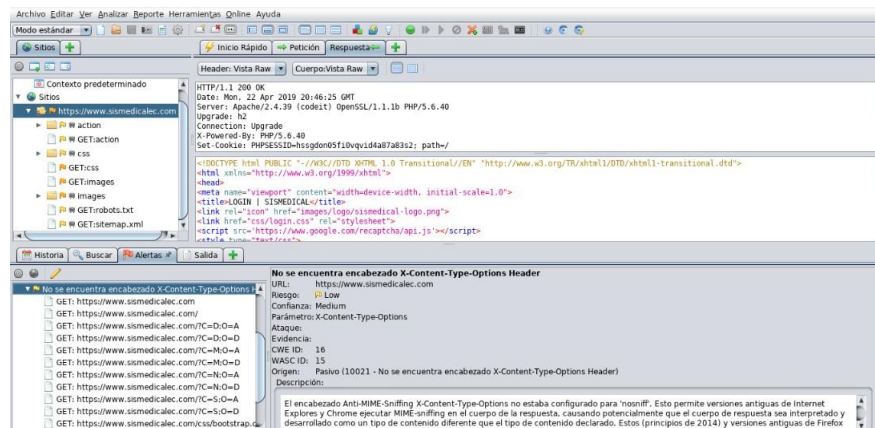 Archivo Editar Ver Analizar Reporte Herramientas Online Ayuda
Modo estándar
Sitios
Inicio Rápido Petición Respuesta
Header: Vista Raw Cuerpo:Vista Raw
Contexto predeterminado
Sitios
https://www.sismedicalec.com
action
GET:action
css
GET:css
GET:images
images
GET:robots.txt
GET:sitemap.xml
HTTP/1.1 200 OK
Date: Mon, 22 Apr 2019 20:46:25 GMT
Server: Apache/2.4.39 (codeit) OpenSSL/1.1.1b PHP/5.6.40
Upgrade: h2
Connection: Upgrade
X-Powered-By: PHP/5.6.40
Set-Cookie: PHPSESSID=hssgdon05fi0vqvid4a87a83s2; path=/
<!DOCTYPE html PUBLIC "-//W3C//DTD XHTML 1.0 Transitional//EN" "http://www.w3.org/TR/xhtml1/DTD/xhtml1-transitional.dtd">
<html xmlns="http://www.w3.org/1999/xhtml">
<head>
<meta name="viewport" content="width=device-width, initial-scale=1.0">
<title>LOGIN | SISMEDICAL</title>
<link rel="icon" href="images/logo/sismedical-logo.png">
<link href="css/login.css" rel="stylesheet">
<script src='https://www.google.com/recaptcha/api.js'></script>
<style type="text/css">
Historia Buscar Alertas Salida
No se encuentra encabezado X-Content-Type-Options H
GET: https://www.sismedicalec.com
GET: https://www.sismedicalec.com/
GET: https://www.sismedicalec.com/?C=D;O=A
GET: https://www.sismedicalec.com/?C=D;O=D
GET: https://www.sismedicalec.com/?C=M;O=A
GET: https://www.sismedicalec.com/?C=M;O=D
GET: https://www.sismedicalec.com/?C=N;O=A
GET: https://www.sismedicalec.com/?C=N;O=D
GET: https://www.sismedicalec.com/?C=S;O=A
GET: https://www.sismedicalec.com/?C=S;O=D
GET: https://www.sismedicalec.com/css/bootstrap.c
No se encuentra encabezado X-Content-Type-Options Header
URL: https://www.sismedicalec.com
Riesgo: Low
Confianza: Medium
Parámetro: X-Content-Type-Options
Ataque:
Evidencia:
CWE ID: 16
WASC ID: 15
Origen: Pasivo (10021 - No se encuentra encabezado X-Content-Type-Options Header)
Descripción:
El encabezado Anti-MIME-Sniffing X-Content-Type-Options no estaba configurado para 'nosniff'. Esto permite versiones antiguas de Internet
Explores y Chrome ejecutar MIME-sniffing en el cuerpo de la respuesta, causando potencialmente que el cuerpo de respuesta sea interpretado y
desarrollado como un tipo de contenido diferente que el tipo de contenido declarado. Estos (principios de 2014) y versiones antiguas de Firefox